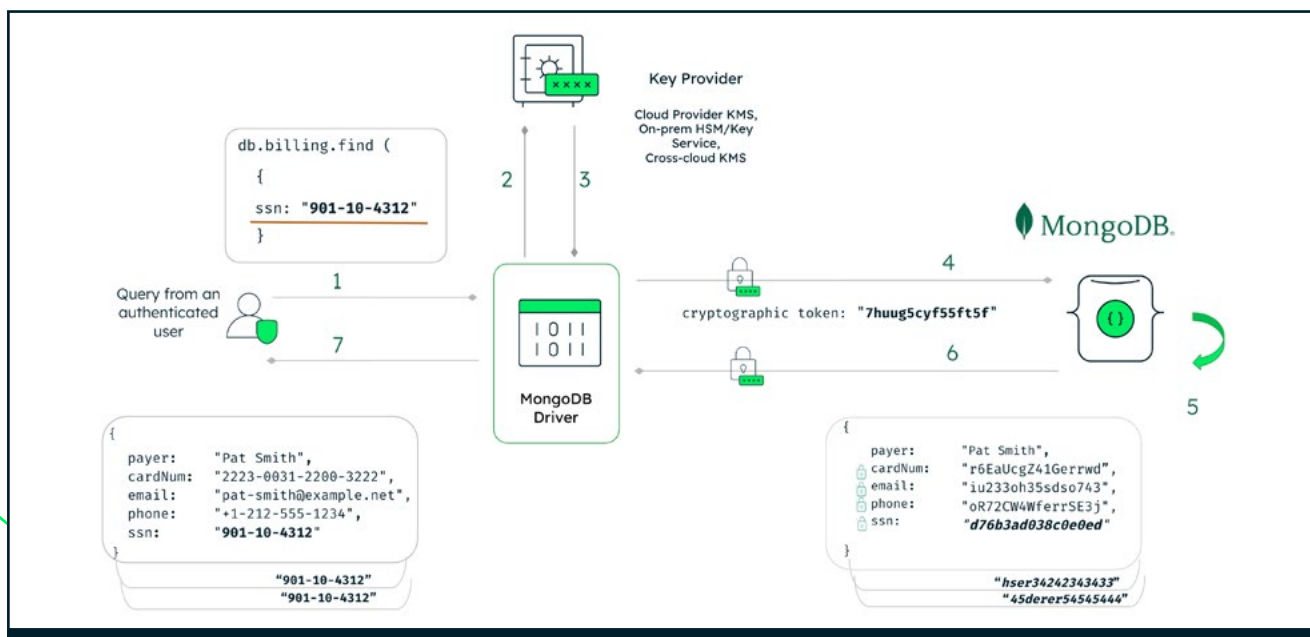 ××××
Key Provider
Cloud Provider KMS,
On-prem HSM/Key
Service,
Cross-cloud KMS
db.billing.find (
{
ssn: "901-10-4312"
}
2
3
MongoDB.
Query from an
authenticated
user
1
7
1011
1011
MongoDB
Driver
4
cryptographic token: "7huug5cyf55ft5f"
6
{}
5
{
payer: "Pat Smith",
cardNum: "2223-0031-2200-3222",
email: "pat-smith@example.net",
phone: "+1-212-555-1234",
ssn: "901-10-4312"
}
"901-10-4312"
"901-10-4312"
{
payer: "Pat Smith",
cardNum: "r6EaUcgZ41Gerrwd",
email: "iu233oh35sdso743",
phone: "oR72CW4WferrSE3j",
ssn: "d76b3ad038c0e0ed"
}
"hser34242343433"
"45derer54545444"